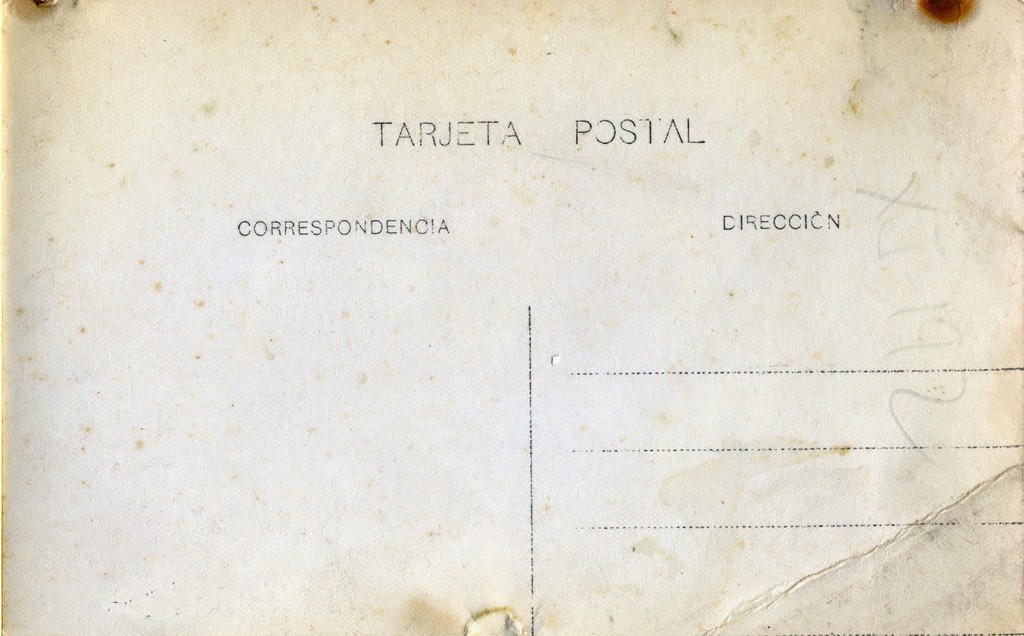 TARJETA POSTAL
CORRESPONDENCIA
DIRECCIÓN